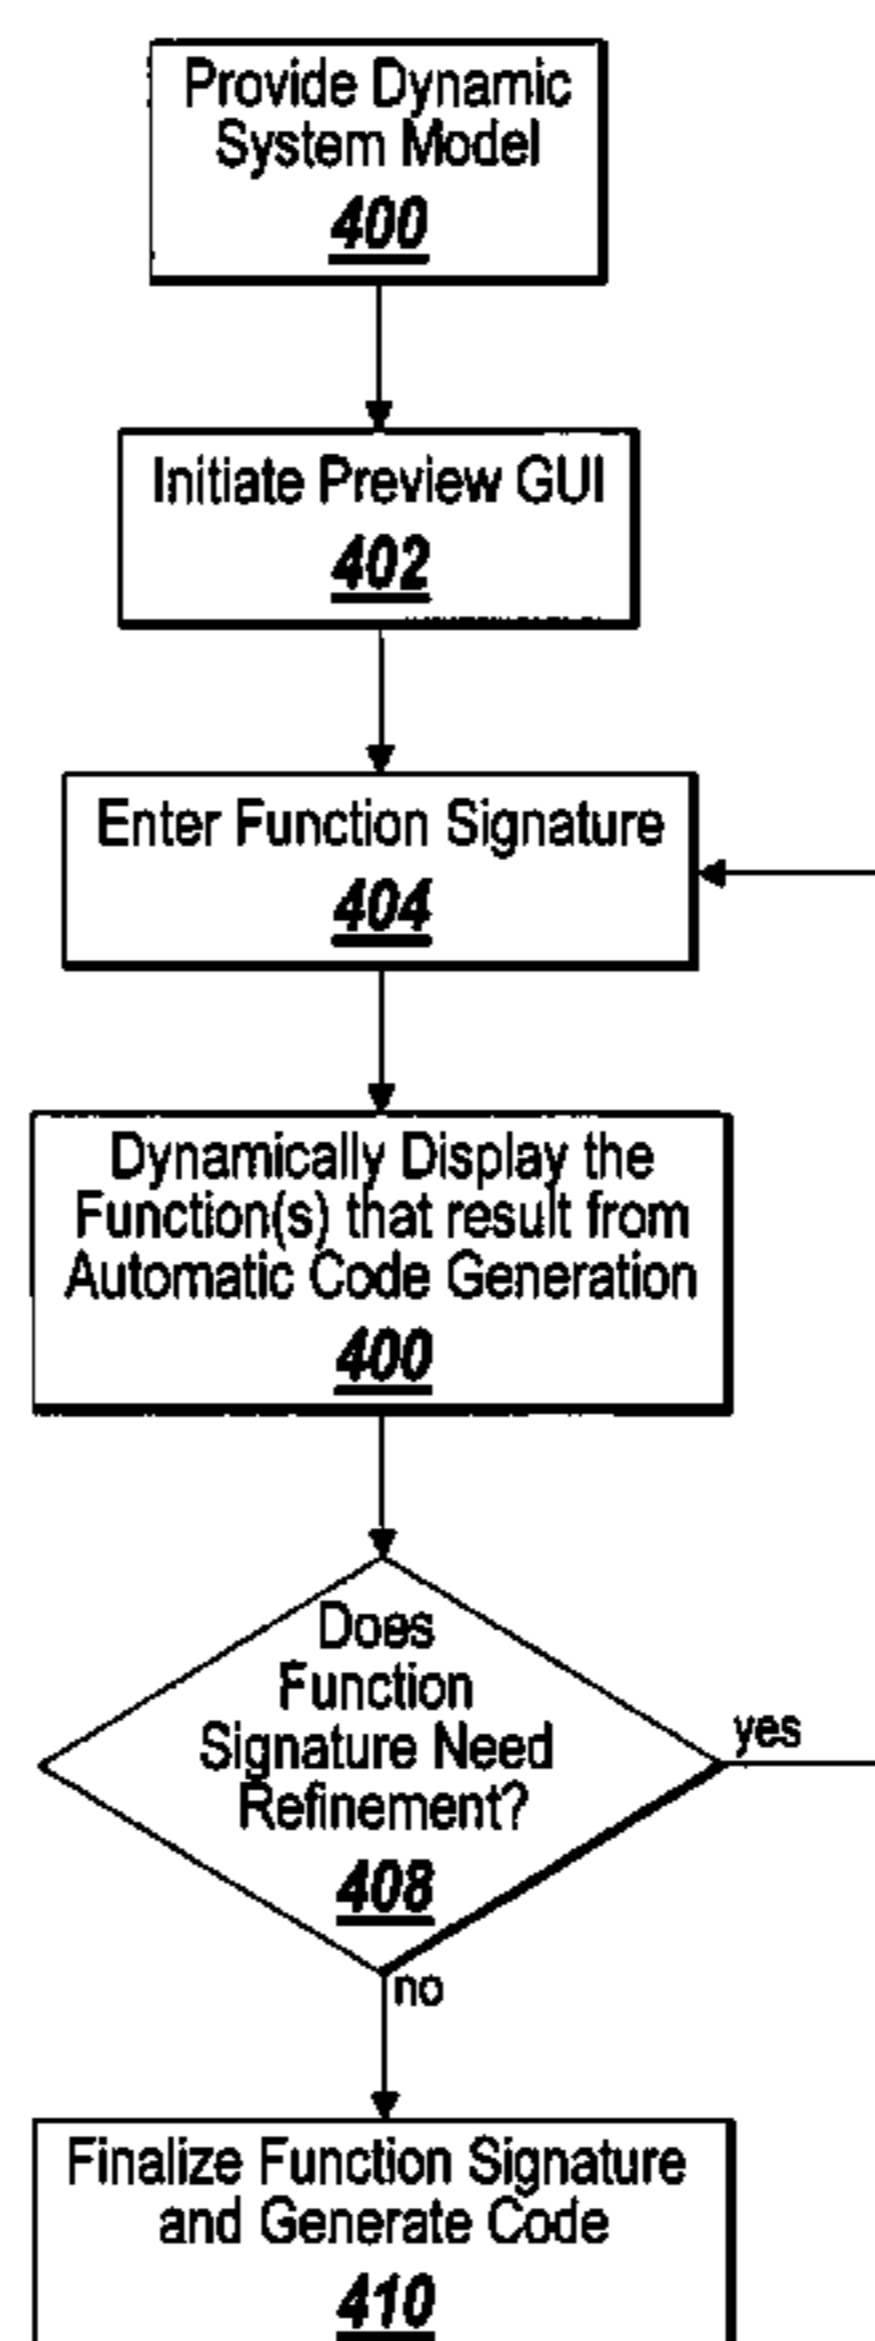 Provide Dynamic
System Model
400
Initiate Preview GUI
402
Enter Function Signature
404
Dynamically Display the
Function(s) that result from
Automatic Code Generation
400
Does
Function
Signature Need
Refinement?
408
yes
no
Finalize Function Signature
and Generate Code
410